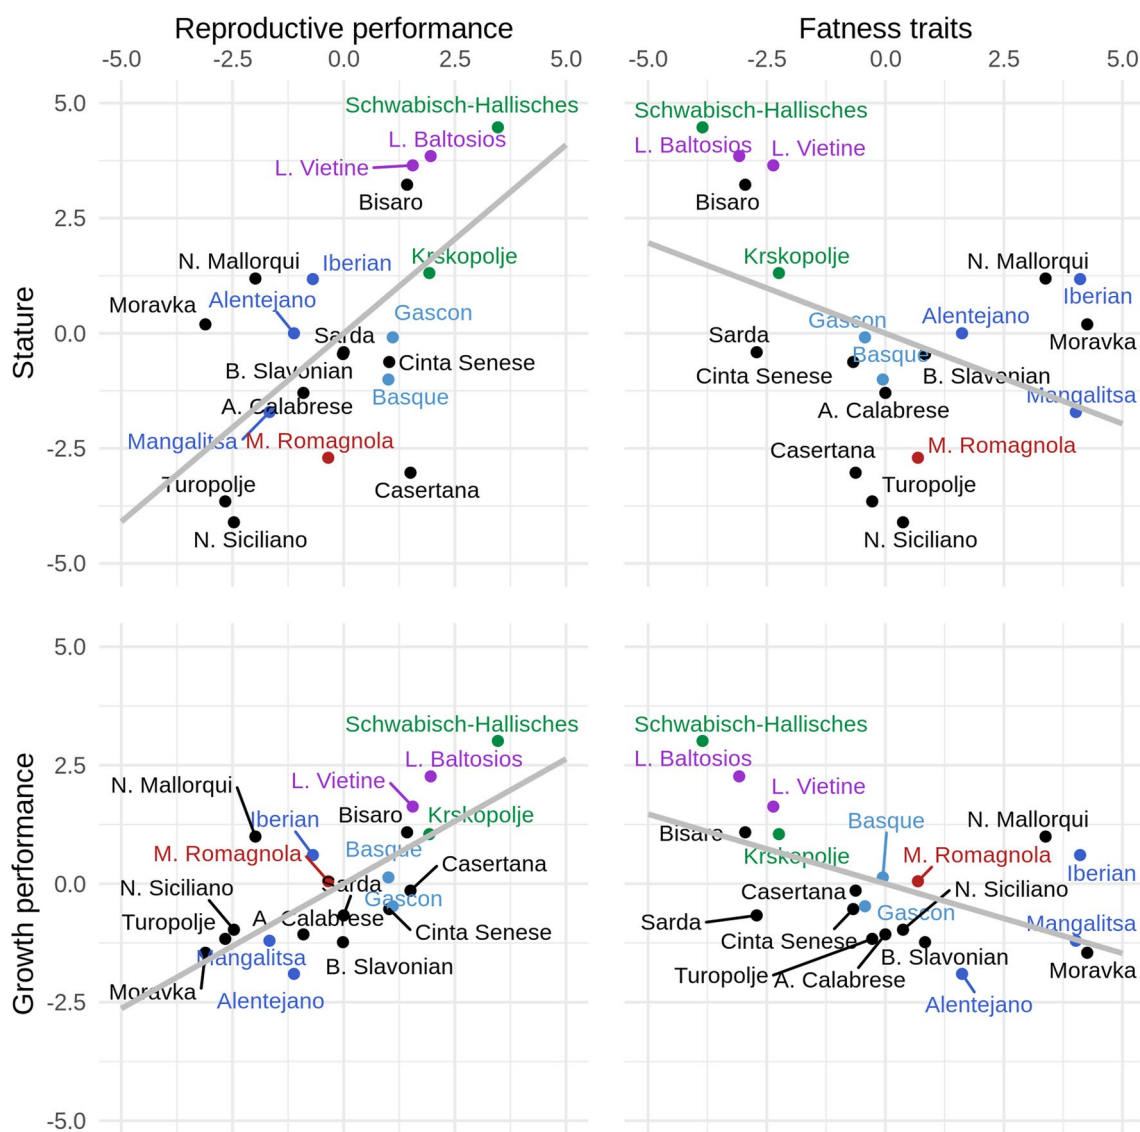 Reproductive performance Fatness traits
-5.0 -2.5 0.0 2.5 5.0 -5.0 -2.5 0.0 2.5 5.0
5.0 Schwabisch-Hallisches Schwabisch-Hallisches
L. Baltosios L. Baltosios L. Vietine
L. Vietine
Bisaro Bisaro
2.5
N. Mallorqui Iberian Krskopolje Krskopolje N. Mallorqui
Moravka Alentejano Iberian
Gascon Gascon Alentejano
Stature
0.0 Sarda Sarda Moravka
B. Slavonian Cinta Senese Cinta Senese Basque B. Slavonian
A. Calabrese Basque A. Calabrese Mangalitsa
-2.5 Mangalitsa M. Romagnola Casertana M. Romagnola
Turopolje Casertana Turopolje
N. Siciliano N. Siciliano
-5.0
5.0
Schwabisch-Hallisches Schwabisch-Hallisches
2.5 L. Baltosios L. Baltosios
N. Mallorqui L. Vietine L. Vietine
Iberian Bisaro Krskopolje Bisaro Basque N. Mallorqui
M. Romagnola Basque Krskopolje M. Romagnola
Growth performance
0.0 N. Siciliano Sarda Casertana Casertana N. Siciliano Iberian
Turopolje A. Calabrese Gascon Sarda Gascon Mangalitsa
Cinta Senese Cinta Senese
Mangalitsa B. Slavonian Turopolje A. Calabrese B. Slavonian Moravka
-2.5 Moravka Alentejano Alentejano
-5.0